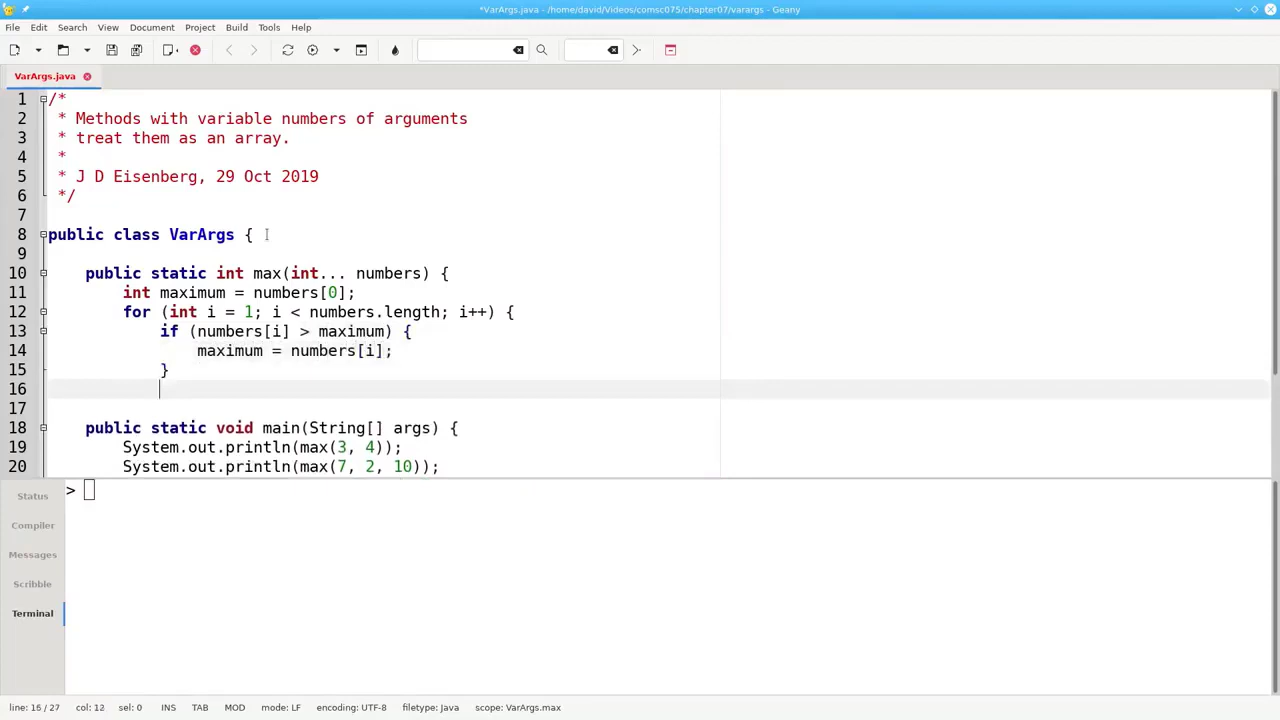 *VarArgs.java - /home/david/Videos/comsc075/chapter07/varargs - Geany
File Edit Search View Document Project Build Tools Help
VarArgs.java
1 /*
2  * Methods with variable numbers of arguments
3  * treat them as an array.
4  *
5  * J D Eisenberg, 29 Oct 2019
6  */
7
8 public class VarArgs {
9
10     public static int max(int... numbers) {
11         int maximum = numbers[0];
12         for (int i = 1; i < numbers.length; i++) {
13             if (numbers[i] > maximum) {
14                 maximum = numbers[i];
15             }
16
17
18     public static void main(String[] args) {
19         System.out.println(max(3, 4));
20         System.out.println(max(7, 2, 10));
>
Status
Compiler
Messages
Scribble
Terminal
line: 16 / 27 col: 12 sel: 0 INS TAB MOD mode: LF encoding: UTF-8 filetype: Java scope: VarArgs.max